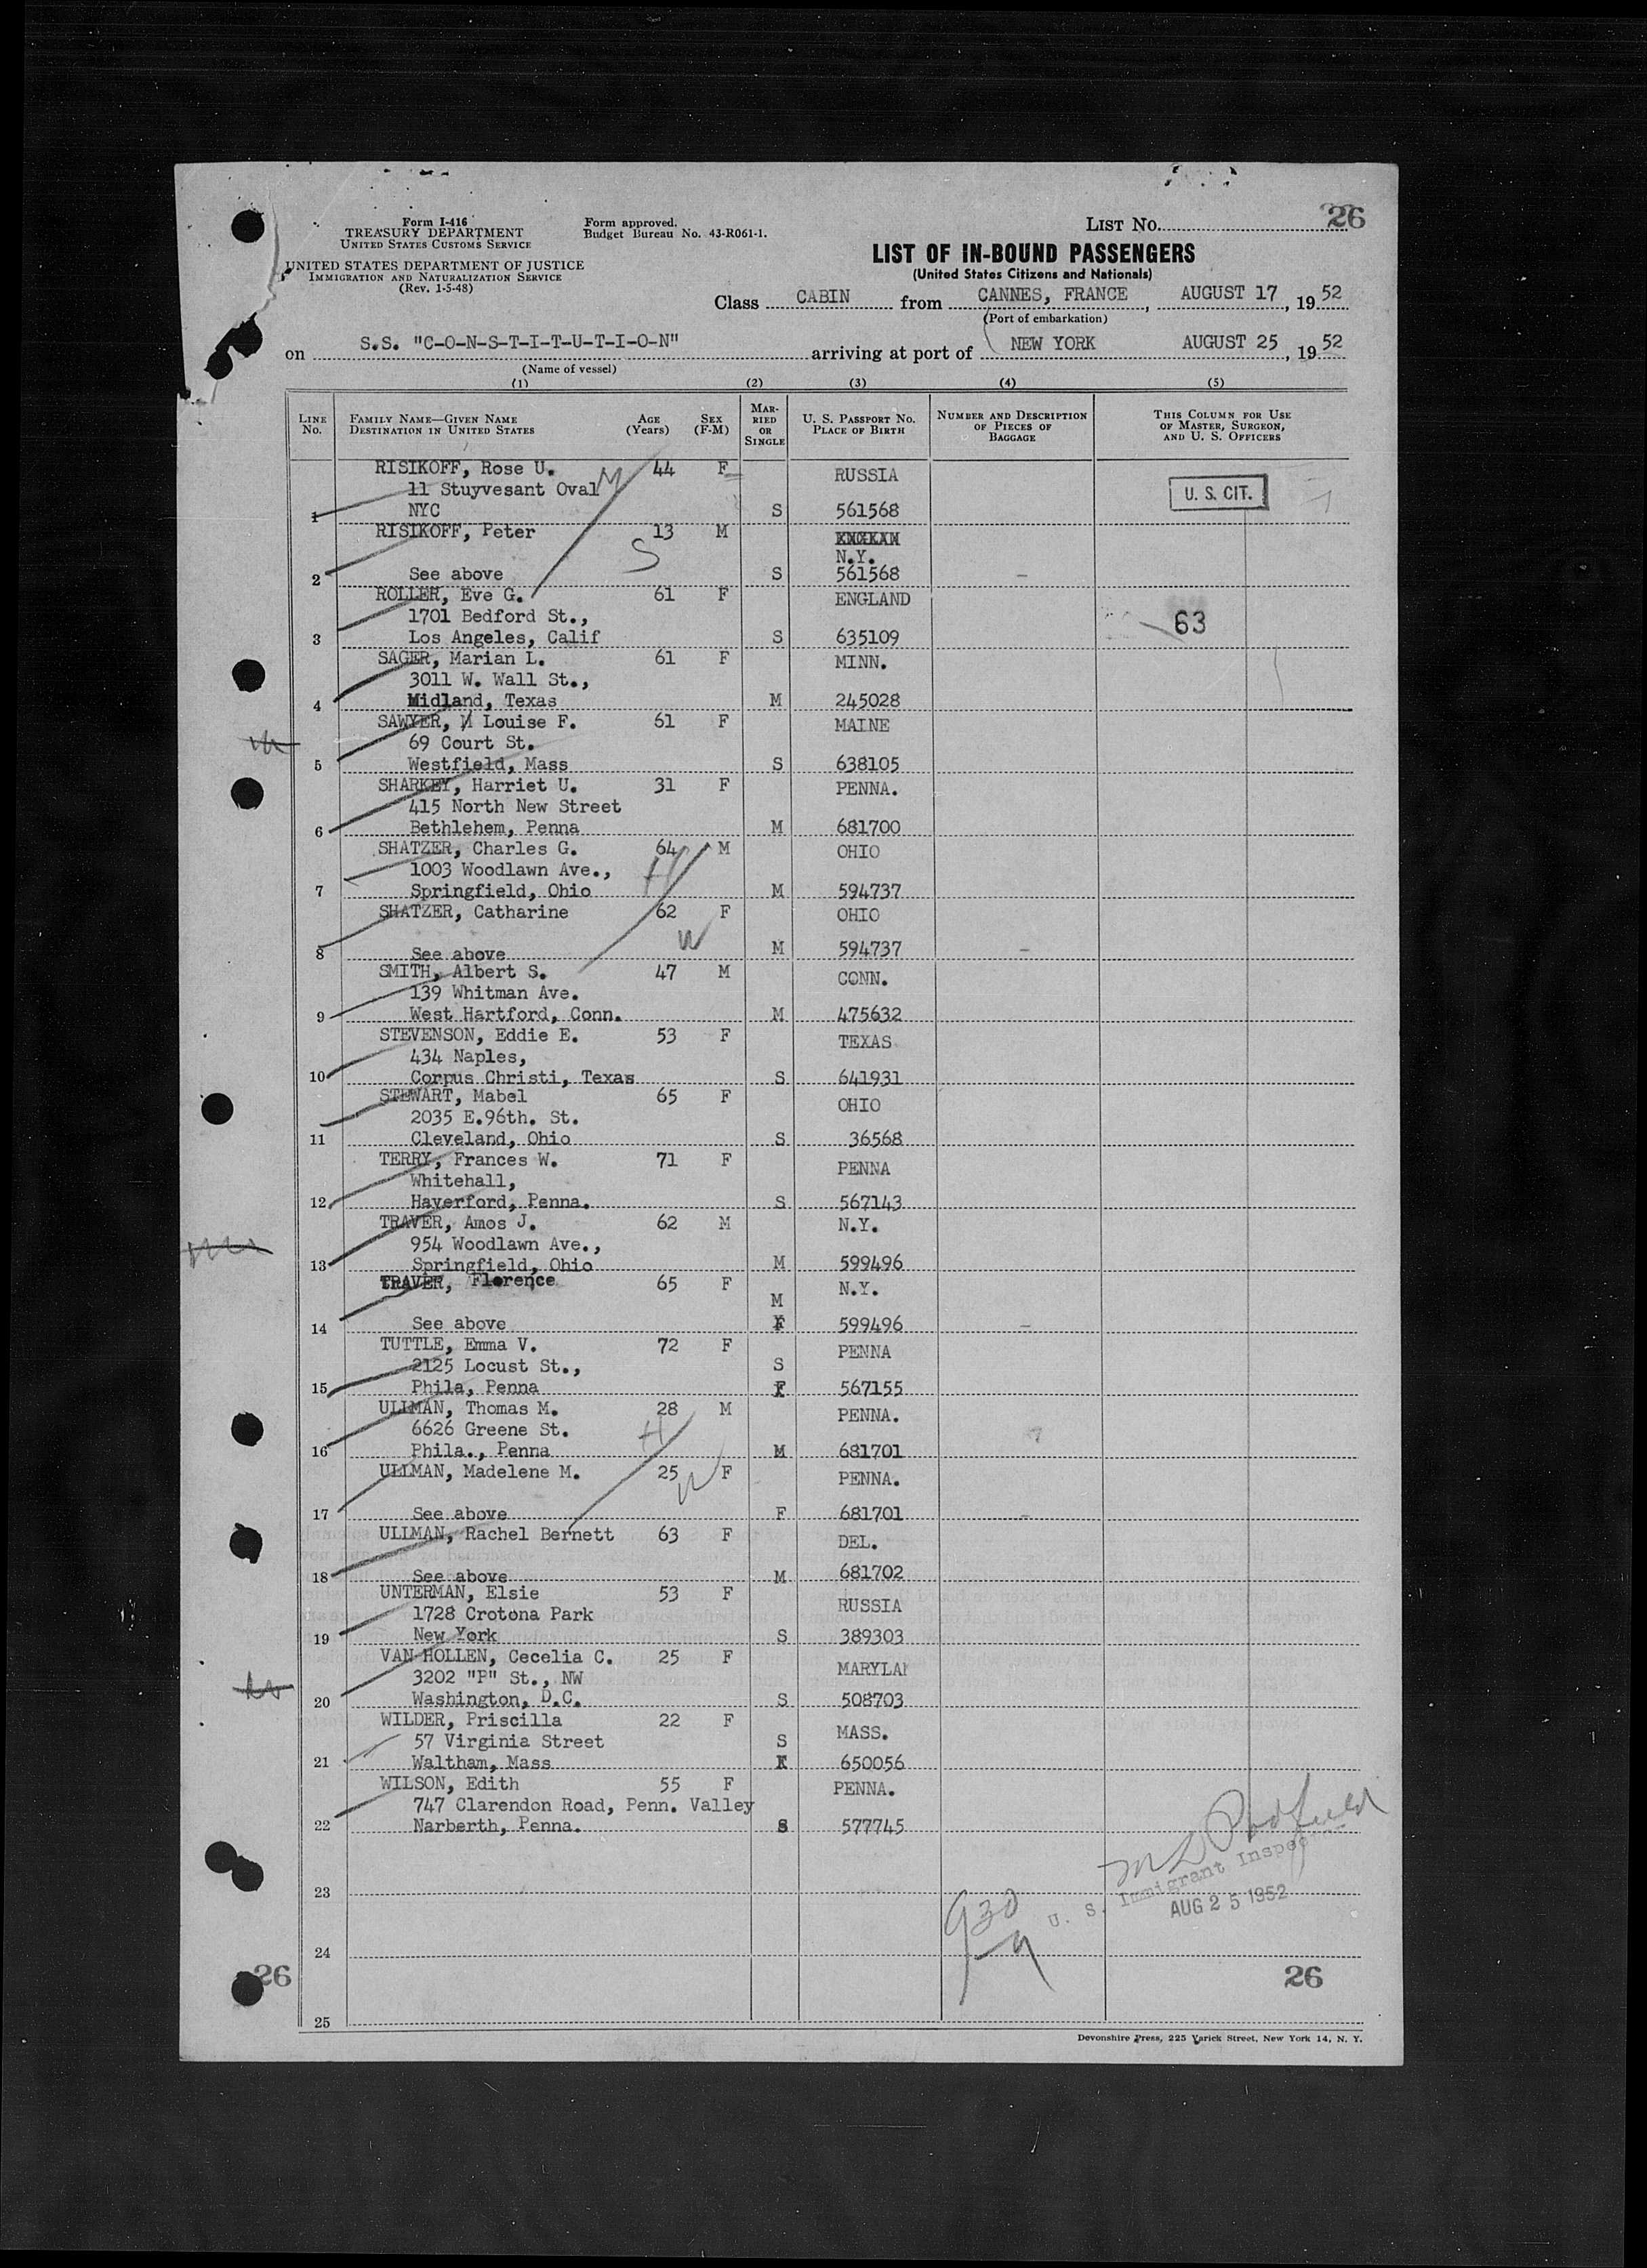 Form I-416
TREASURY DEPARTMENT
UNITED STATES CUSTOMS SERVICE
UNITED STATES DEPARTMENT OF JUSTICE
IMMIGRATION AND NATURALIZATION SERVICE
(Rev. 1-5-48)
Form approved.
Budget Bureau No. 43-R061-1.
LIST NO. 26
LIST OF IN-BOUND PASSENGERS
(United States Citizens and Nationals)
Class CABIN from CANNES, FRANCE, AUGUST 17, 1952
(Port of embarkation)
on S.S. "C-O-N-S-T-I-T-U-T-I-O-N" arriving at port of NEW YORK AUGUST 25, 1952
(Name of vessel)
(1) (2) (3) (4) (5)
LINE NO.
FAMILY NAME—GIVEN NAME DESTINATION IN UNITED STATES
AGE (Years)
SEX (F-M)
MARRIED OR SINGLE
U. S. PASSPORT NO. PLACE OF BIRTH
NUMBER AND DESCRIPTION OF PIECES OF BAGGAGE
THIS COLUMN FOR USE OF MASTER, SURGEON, AND U. S. OFFICERS
RISIKOFF, Rose U. 44 F RUSSIA
11 Stuyvesant Oval M U. S. CIT.
1 NYC S 561568
RISIKOFF, Peter 13 M
S N.Y.
2 See above S 561568 -
ROLLER, Eve G. 61 F ENGLAND
1701 Bedford St., 63
3 Los Angeles, Calif S 635109
SAGER, Marian L. 61 F MINN.
3011 W. Wall St.,
4 Midland, Texas M 245028
SAWYER, Louise F. 61 F MAINE
69 Court St.
5 Westfield, Mass S 638105
SHARKEY, Harriet U. 31 F PENNA.
415 North New Street
6 Bethlehem, Penna M 681700
SHATZER, Charles G. 64 M OHIO
1003 Woodlawn Ave., H
7 Springfield, Ohio M 594737
SHATZER, Catharine 62 F OHIO
W
8 See above M 594737 -
SMITH, Albert S. 47 M CONN.
139 Whitman Ave.
9 West Hartford, Conn. M 475632
STEVENSON, Eddie E. 53 F TEXAS
434 Naples,
10 Corpus Christi, Texas S 641931
STEWART, Mabel 65 F OHIO
2035 E.96th. St.
11 Cleveland, Ohio S 36568
TERRY, Frances W. 71 F PENNA
Whitehall,
12 Haverford, Penna. S 567143
TRAVER, Amos J. 62 M N.Y.
954 Woodlawn Ave.,
13 Springfield, Ohio M 599496
TRAVER, Florence 65 F N.Y.
M
14 See above 599496 -
TUTTLE, Emma V. 72 F PENNA
2125 Locust St., S
15 Phila, Penna 567155
ULLMAN, Thomas M. 28 M PENNA.
6626 Greene St. H
16 Phila., Penna M 681701
ULLMAN, Madelene M. 25 F PENNA.
W
17 See above F 681701 -
ULLMAN, Rachel Bernett 63 F DEL.
18 See above M 681702
UNTERMAN, Elsie 53 F RUSSIA
1728 Crotona Park
19 New York S 389303
VAN HOLLEN, Cecelia C. 25 F MARYLA
3202 "P" St., NW
20 Washington, D.C. S 508703
WILDER, Priscilla 22 F MASS.
57 Virginia Street S
21 Waltham, Mass 650056
WILSON, Edith 55 F PENNA.
747 Clarendon Road, Penn. Valley
22 Narberth, Penna. S 577745
23
U. S. Immigrant Inspec
AUG 25 1952
930
24
26 26
25
Devonshire Press, 225 Varick Street, New York 14, N. Y.